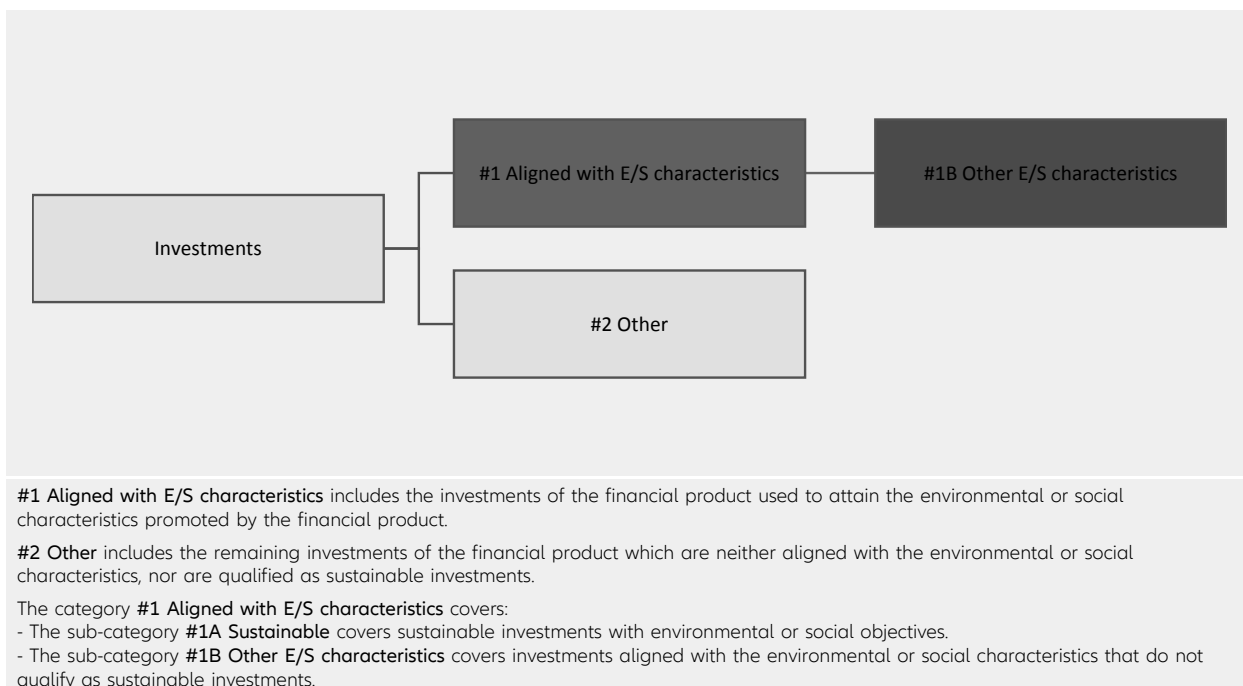 #1 Aligned with E/S characteristics
#1B Other E/S characteristics
Investments
#2 Other
#1 Aligned with E/S characteristics includes the investments of the financial product used to attain the environmental or social
characteristics promoted by the financial product.
#2 Other includes the remaining investments of the financial product which are neither aligned with the environmental or social
characteristics, nor are qualified as sustainable investments.
The category #1 Aligned with E/S characteristics covers:
- The sub-category #1A Sustainable covers sustainable investments with environmental or social objectives.
- The sub-category #1B Other E/S characteristics covers investments aligned with the environmental or social characteristics that do not
qualify as sustainable investments.